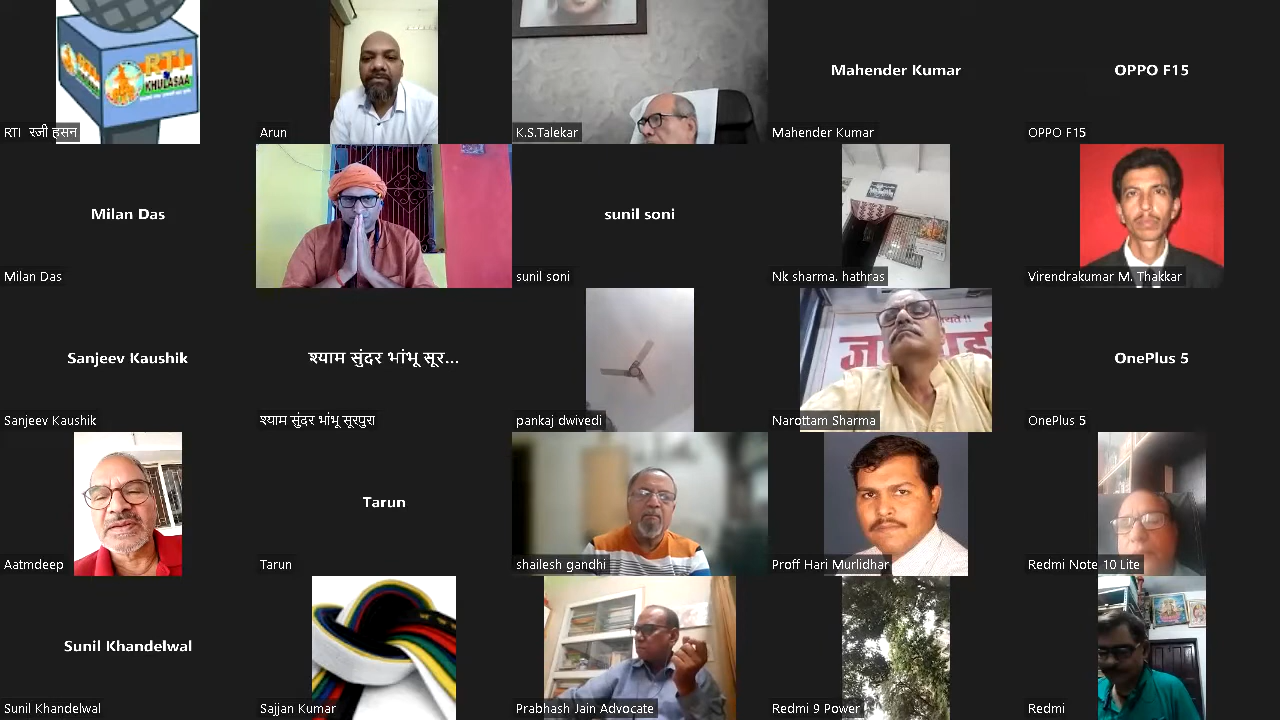 RTI
KHULASAA
RTI रजी हसन
Arun
K.S.Talekar
Mahender Kumar
Mahender Kumar
OPPO F15
OPPO F15
Milan Das
Milan Das
sunil soni
sunil soni
Nk sharma. hathras
Virendrakumar M. Thakkar
Sanjeev Kaushik
Sanjeev Kaushik
श्याम सुंदर भांभू सूर...
श्याम सुंदर भांभू सूरपुरा
pankaj dwivedi
Narottam Sharma
OnePlus 5
OnePlus 5
Aatmdeep
Tarun
Tarun
shailesh gandhi
Proff Hari Murlidhar
Redmi Note 10 Lite
Sunil Khandelwal
Sunil Khandelwal
Sajjan Kumar
Prabhash Jain Advocate
Redmi 9 Power
Redmi